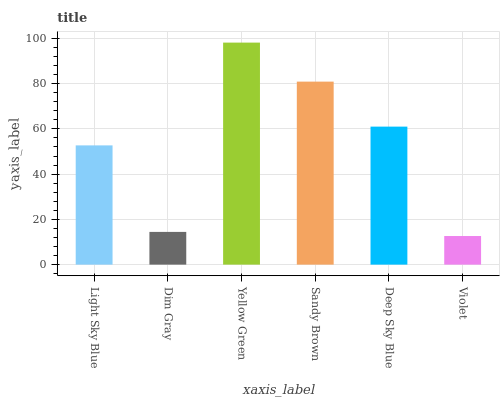 title
yaxis_label
100
80
60
40
20
0
Light Sky Blue
Dim Gray
Yellow Green
Sandy Brown
Deep Sky Blue
Violet
xaxis_label